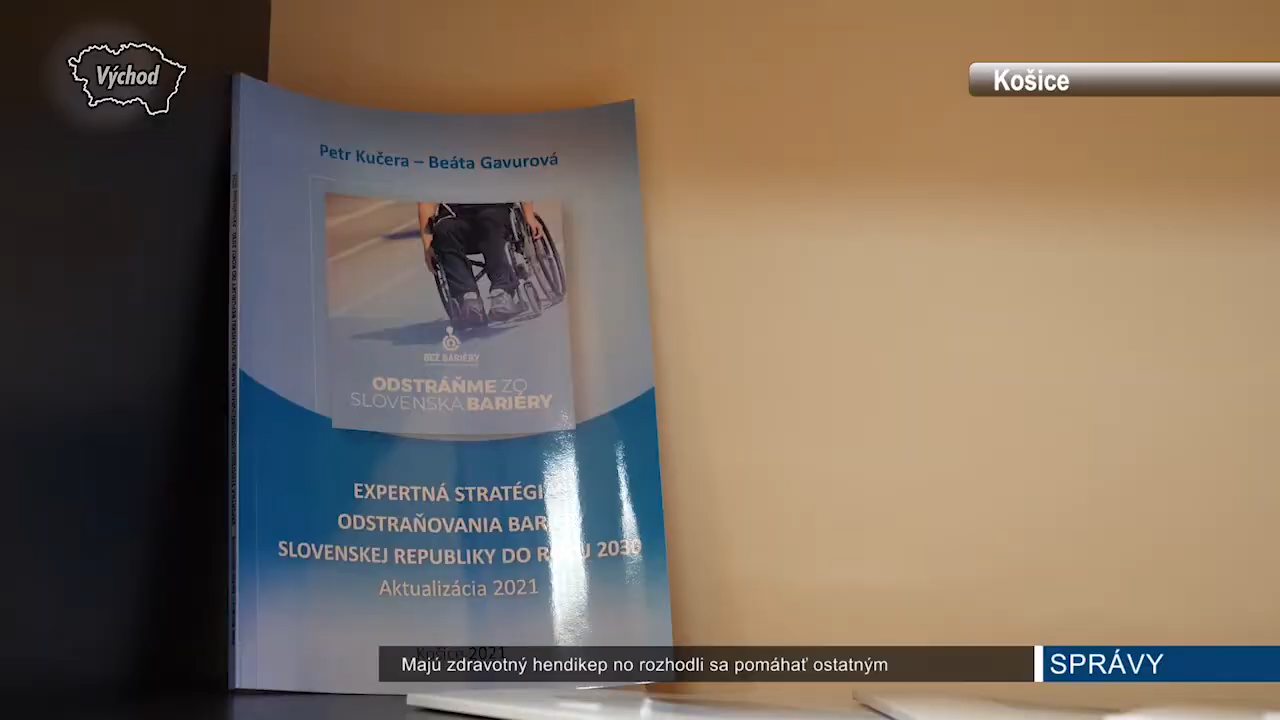 Východ
Košice
Petr Kučera – Beáta Gavurová
BEZ BARIÉRY
ODSTRÁŇME ZO
SLOVENSKA BARIÉRY
EXPERTNÁ STRATÉGI
ODSTRAŇOVANIA BAR
SLOVENSKEJ REPUBLIKY DO R U 2030
Aktualizácia 2021
Košice 2021
Majú zdravotný hendikep no rozhodli sa pomáhať ostatným
SPRÁVY